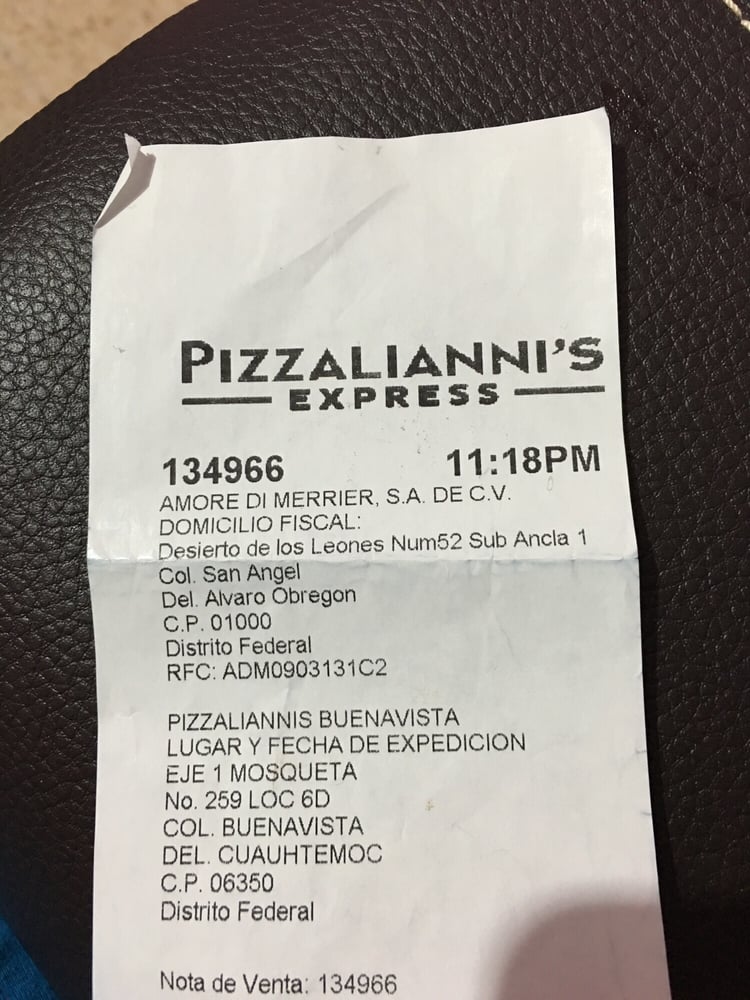 PIZZALIANNI'S
EXPRESS
134966 11:18PM
AMORE DI MERRIER, S.A. DE C.V.
DOMICILIO FISCAL:
Desierto de los Leones Num52 Sub Ancla 1
Col. San Angel
Del. Alvaro Obregon
C.P. 01000
Distrito Federal
RFC: ADM0903131C2
PIZZALIANNIS BUENAVISTA
LUGAR Y FECHA DE EXPEDICION
EJE 1 MOSQUETA
No. 259 LOC 6D
COL. BUENAVISTA
DEL. CUAUHTEMOC
C.P. 06350
Distrito Federal
Nota de Venta: 134966